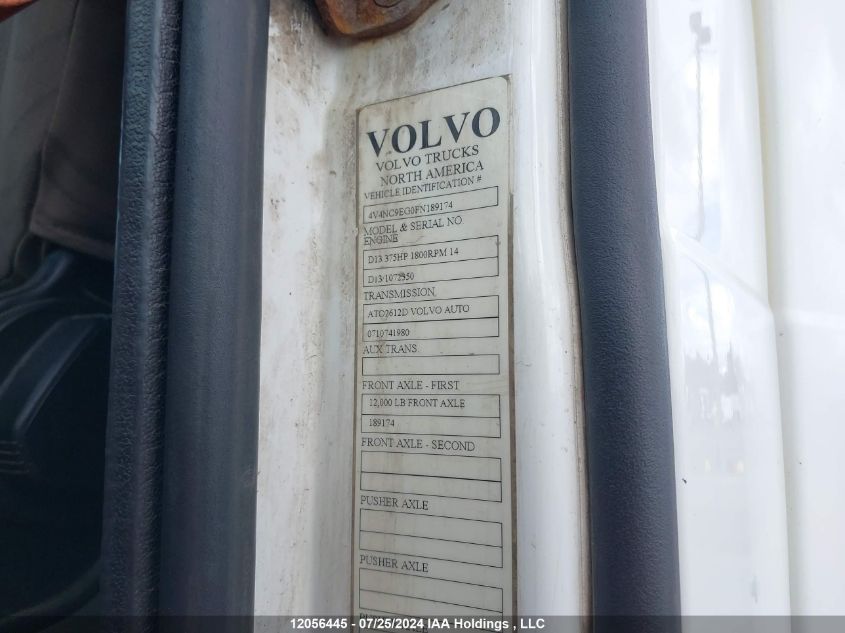 VOLVO
VOLVO TRUCKS
NORTH AMERICA
VEHICLE IDENTIFICATION #
4V4NC9EG0FN189174
MODEL & SERIAL NO.
ENGINE
D13 375HP 1800RPM 14
D13/1072350
TRANSMISSION
ATO2612D VOLVO AUTO
0710741980
AUX TRANS
FRONT AXLE - FIRST
12,000 LB FRONT AXLE
189174
FRONT AXLE - SECOND
PUSHER AXLE
PUSHER AXLE
12056445 - 07/25/2024 IAA Holdings , LLC